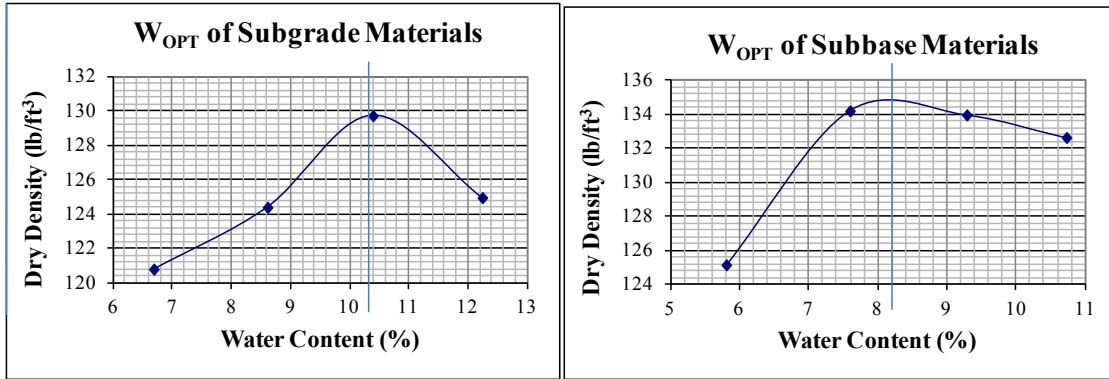 W_OPT of Subgrade Materials
Dry Density (lb/ft³)
132
130
128
126
124
122
120
6 7 8 9 10 11 12 13
Water Content (%)
W_OPT of Subbase Materials
Dry Density (lb/ft³)
136
134
132
130
128
126
124
5 6 7 8 9 10 11
Water Content (%)